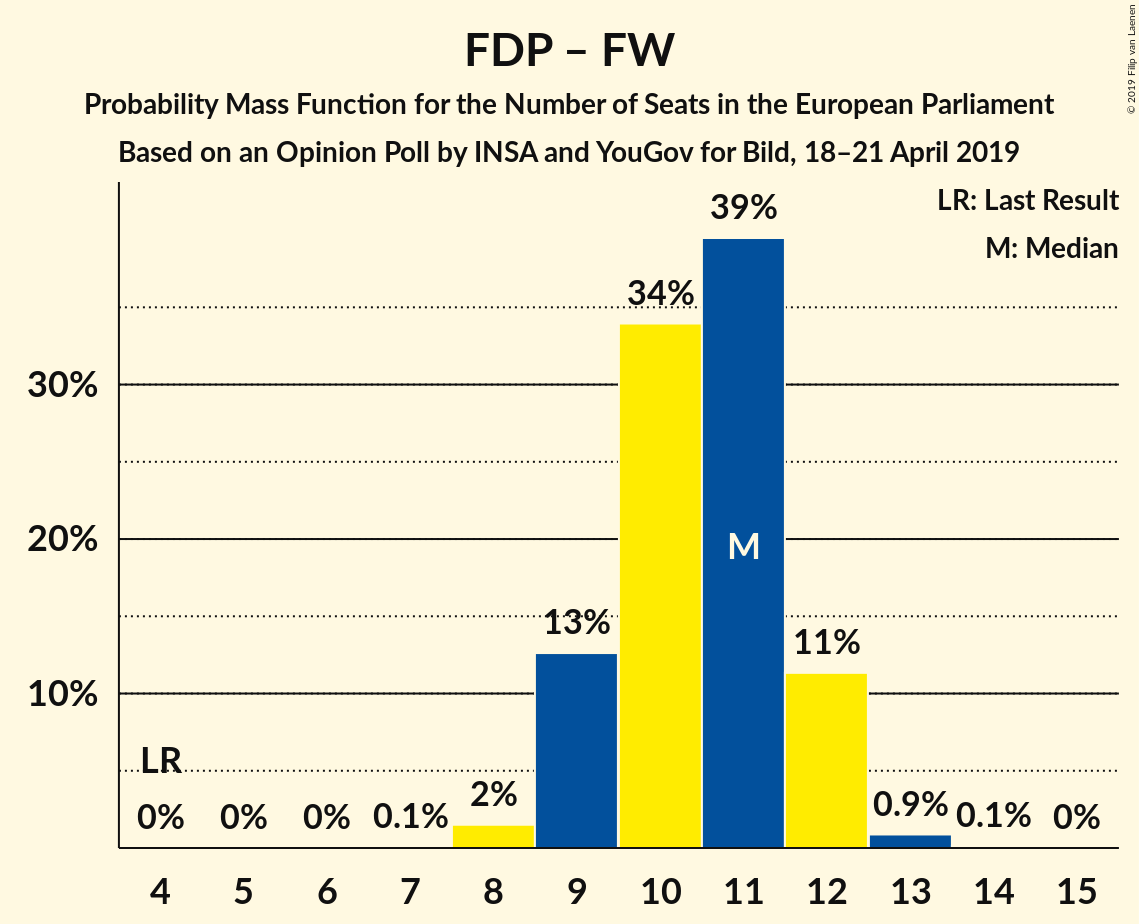 FDP – FW
Probability Mass Function for the Number of Seats in the European Parliament
Based on an Opinion Poll by INSA and YouGov for Bild, 18–21 April 2019
© 2019 Filip van Laenen
LR: Last Result
M: Median
39%
34%
30%
20%
M
13%
11%
10%
LR
0% 0% 0% 0.1% 2% 0.9% 0.1% 0%
4 5 6 7 8 9 10 11 12 13 14 15